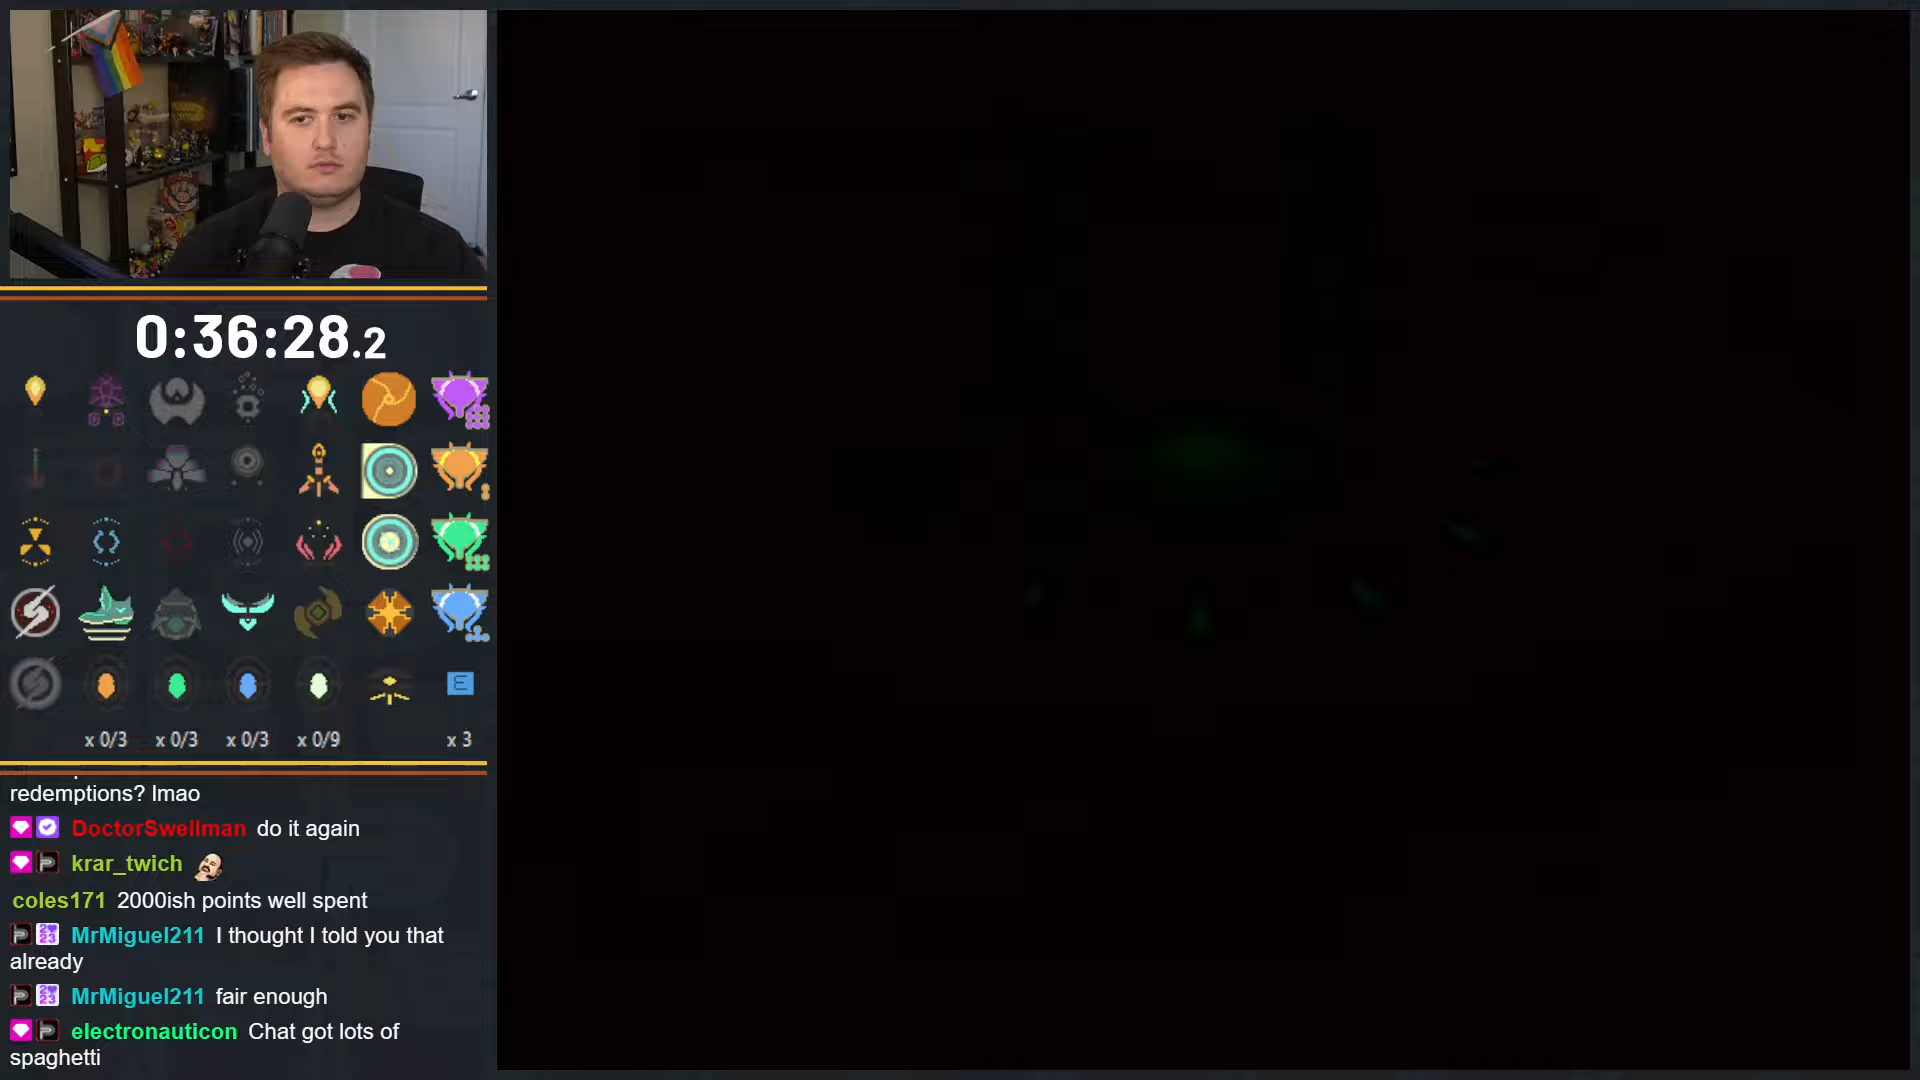 0:36:28.2
x 0/3
x 0/3
x 0/3
x 0/9
x 3
redemptions? lmao
DoctorSwellman do it again
krar_twich
coles171 2000ish points well spent
MrMiguel211 I thought I told you that
already
MrMiguel211 fair enough
electronauticon Chat got lots of
spaghetti